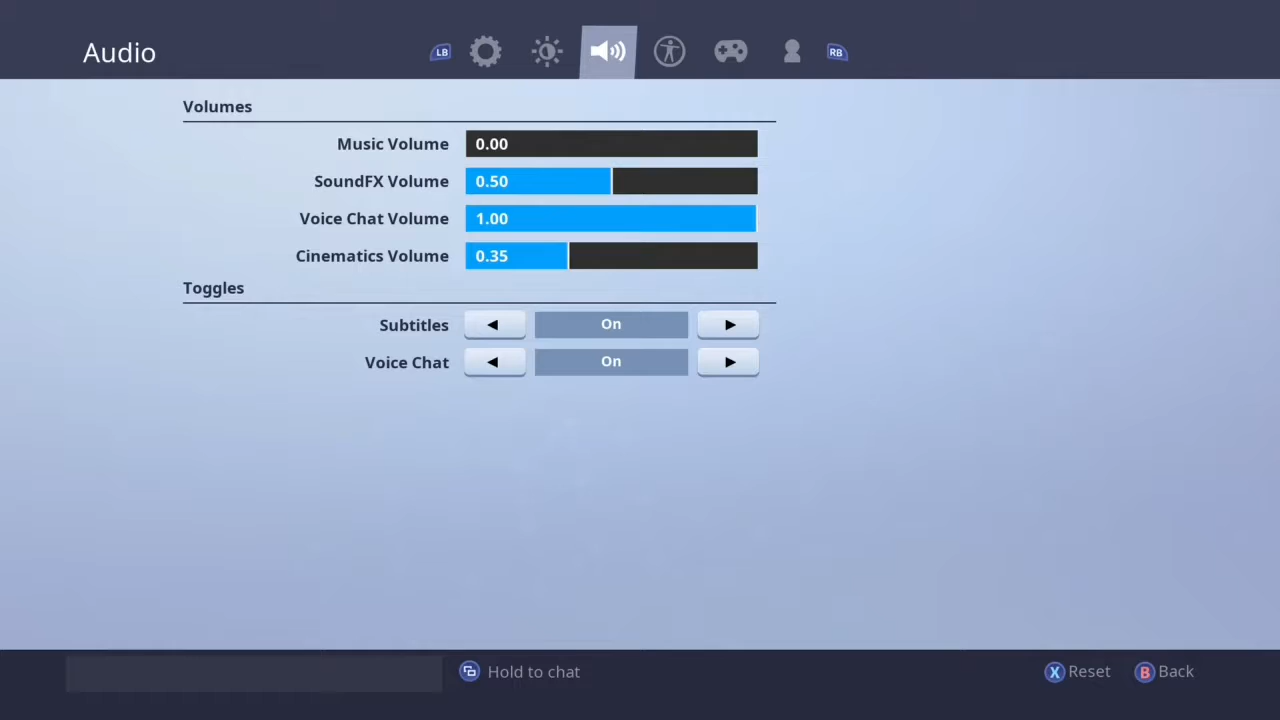 Audio
LB
RB
Volumes
Music Volume 0.00
SoundFX Volume 0.50
Voice Chat Volume 1.00
Cinematics Volume 0.35
Toggles
Subtitles On
Voice Chat On
Hold to chat
X Reset
B Back